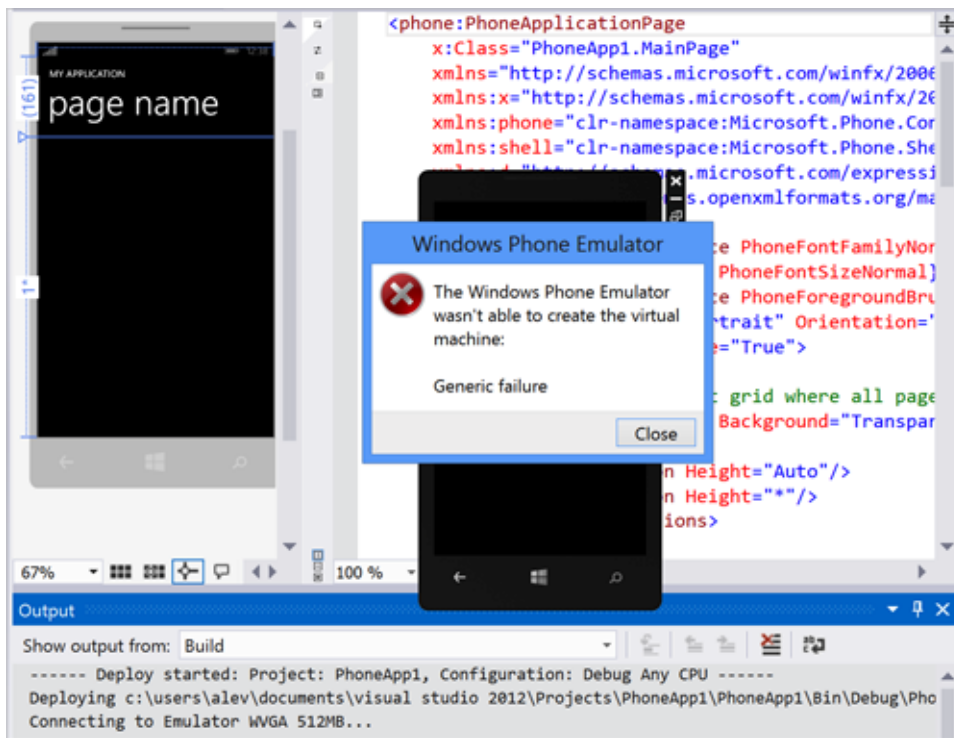 12:38
MY APPLICATION
page name
(161)
1*
<phone:PhoneApplicationPage
x:Class="PhoneApp1.MainPage"
xmlns="http://schemas.microsoft.com/winfx/2006
xmlns:x="http://schemas.microsoft.com/winfx/20
xmlns:phone="clr-namespace:Microsoft.Phone.Con
xmlns:shell="clr-namespace:Microsoft.Phone.She
.microsoft.com/expressi
s.openxmlformats.org/ma
ce PhoneFontFamilyNor
PhoneFontSizeNormal}
ce PhoneForegroundBru
rtrait" Orientation="
e="True">
t grid where all page
Background="Transpar
n Height="Auto"/>
n Height="*"/>
ions>
Windows Phone Emulator
The Windows Phone Emulator
wasn't able to create the virtual
machine:
Generic failure
Close
67%
100 %
Output
Show output from: Build
------ Deploy started: Project: PhoneApp1, Configuration: Debug Any CPU ------
Deploying c:\users\alev\documents\visual studio 2012\Projects\PhoneApp1\PhoneApp1\Bin\Debug\Pho
Connecting to Emulator WVGA 512MB...